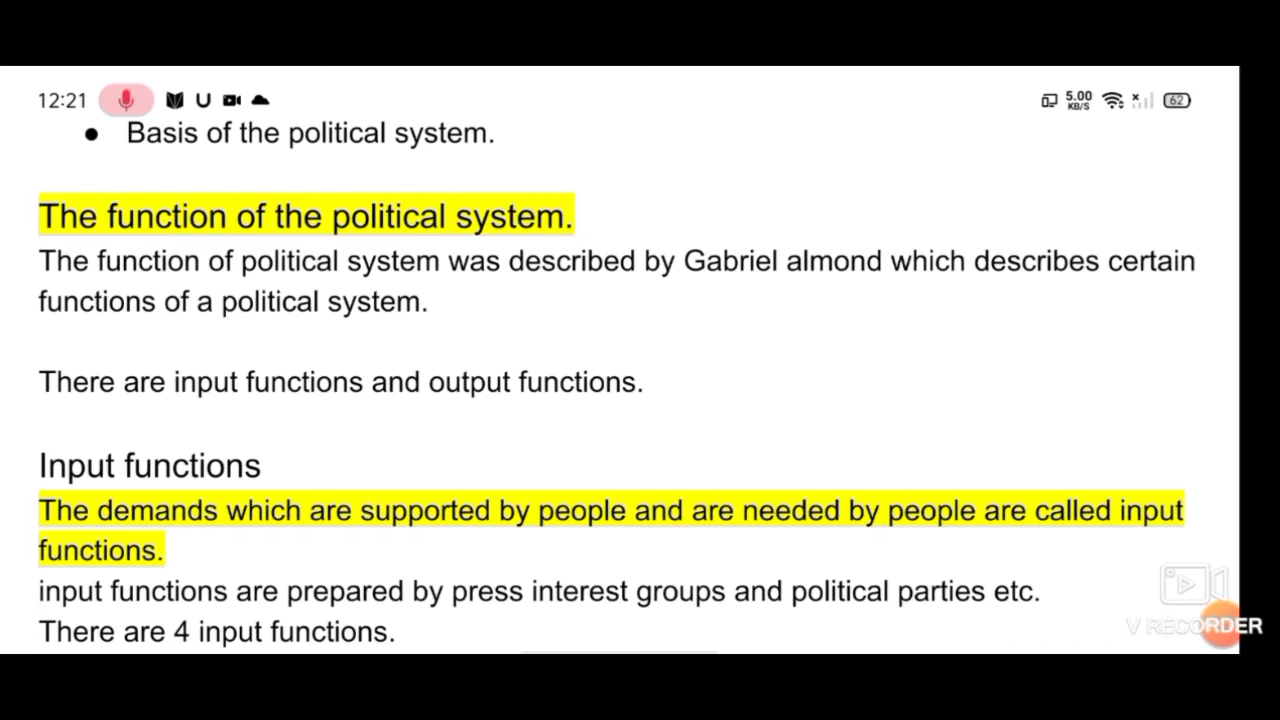 12:21 U 5.00 KB/S 62
● Basis of the political system.
The function of the political system.
The function of political system was described by Gabriel almond which describes certain
functions of a political system.
There are input functions and output functions.
Input functions
The demands which are supported by people and are needed by people are called input
functions.
input functions are prepared by press interest groups and political parties etc.
There are 4 input functions.
V RECORDER